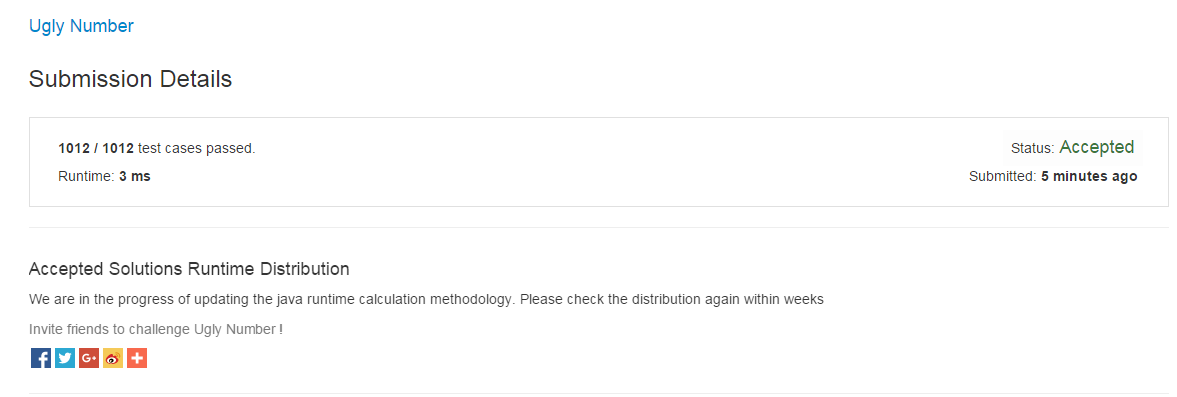 Ugly Number
Submission Details
1012 / 1012 test cases passed.
Status: Accepted
Runtime: 3 ms
Submitted: 5 minutes ago
Accepted Solutions Runtime Distribution
We are in the progress of updating the java runtime calculation methodology. Please check the distribution again within weeks
Invite friends to challenge Ugly Number !